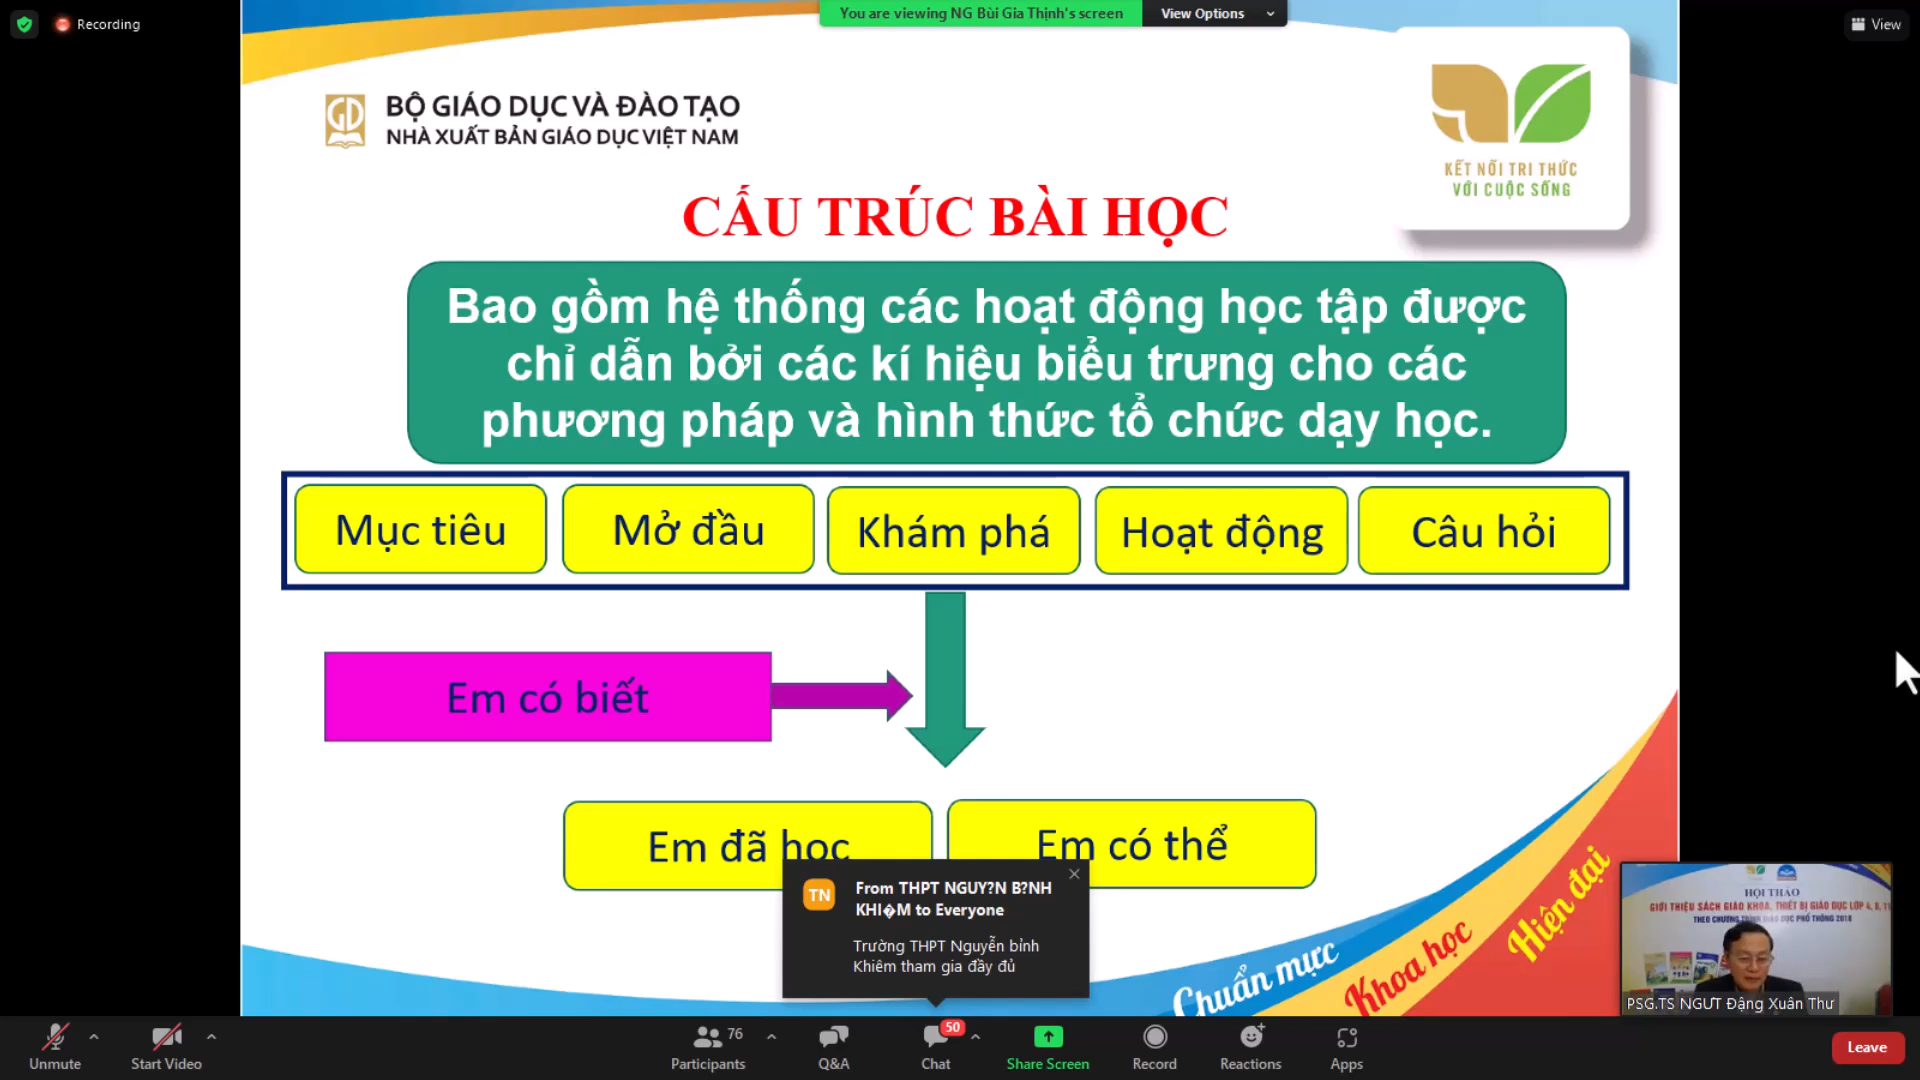 Recording
You are viewing NG Bùi Gia Thịnh's screen
View Options
View
BỘ GIÁO DỤC VÀ ĐÀO TẠO
NHÀ XUẤT BẢN GIÁO DỤC VIỆT NAM
GD
KẾT NỐI TRI THỨC
VỚI CUỘC SỐNG
CẤU TRÚC BÀI HỌC
Bao gồm hệ thống các hoạt động học tập được
chỉ dẫn bởi các kí hiệu biểu trưng cho các
phương pháp và hình thức tổ chức dạy học.
Mục tiêu
Mở đầu
Khám phá
Hoạt động
Câu hỏi
Em có biết
Em đã học
Em có thể
TN
From THPT NGUY?N B?NH
KHI�M to Everyone
Trường THPT Nguyễn bỉnh
Khiêm tham gia đầy đủ
Chuẩn mực
Khoa học
Hiện đại
HỘI THẢO
GIỚI THIỆU SÁCH GIÁO KHOA, THIẾT BỊ GIÁO DỤC LỚP 4, 8, 11
THEO CHƯƠNG TRÌNH GIÁO DỤC PHỔ THÔNG 2018
PSG.TS NGƯT Đặng Xuân Thư
Unmute
Start Video
76
Participants
Q&A
50
Chat
Share Screen
Record
Reactions
Apps
Leave